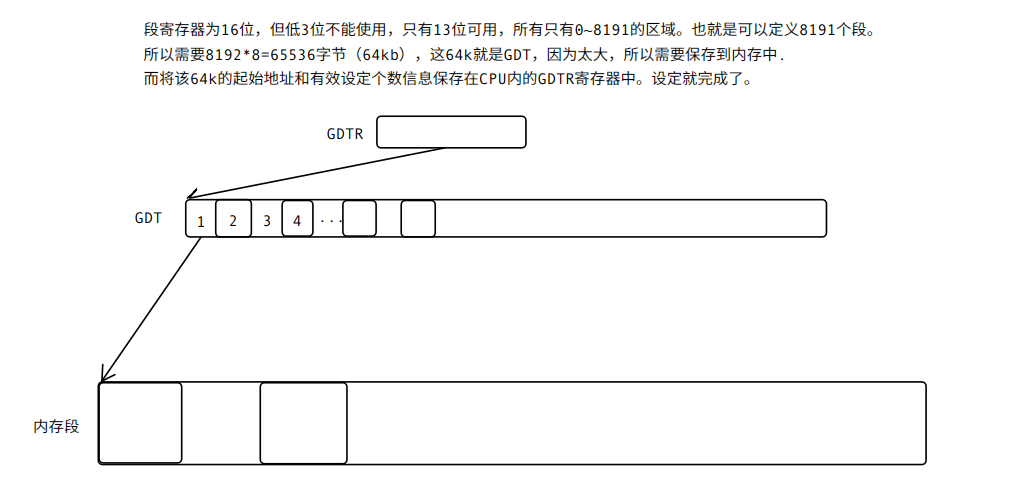 段寄存器为16位，但低3位不能使用，只有13位可用，所有只有0~8191的区域。也就是可以定义8191个段。
所以需要8192*8=65536字节（64kb），这64k就是GDT，因为太大，所以需要保存到内存中.
而将该64k的起始地址和有效设定个数信息保存在CPU内的GDTR寄存器中。设定就完成了。
GDTR
GDT 1 2 3 4 ...
内存段